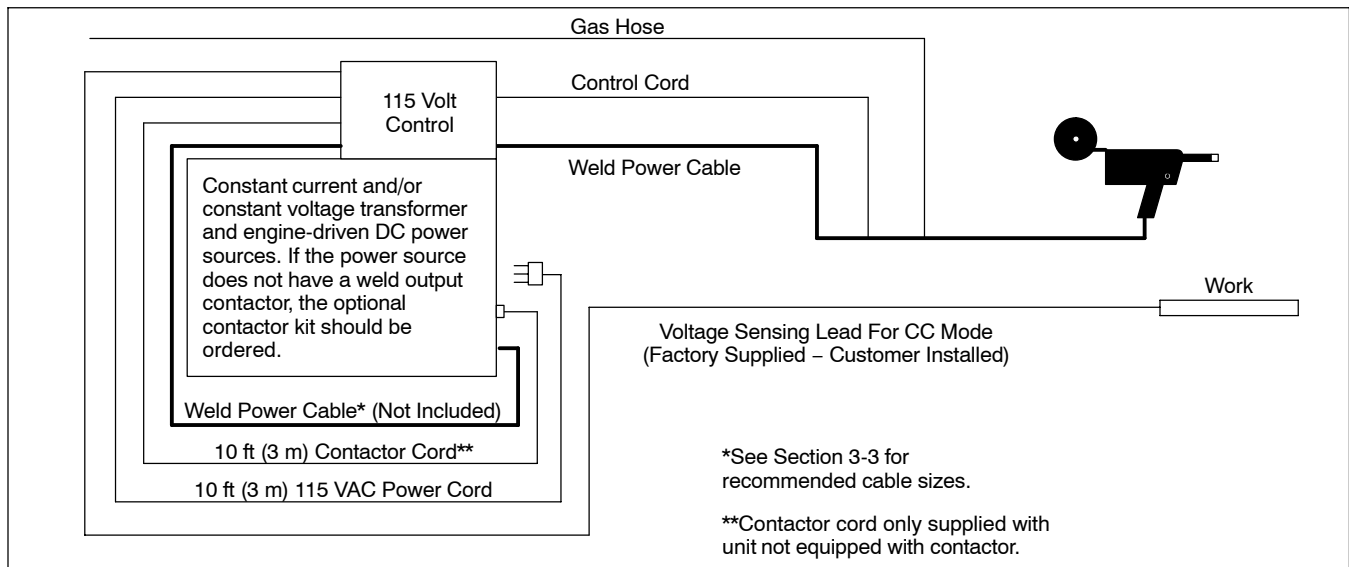 Gas Hose
115 Volt
Control
Control Cord
Weld Power Cable
Constant current and/or
constant voltage transformer
and engine-driven DC power
sources. If the power source
does not have a weld output
contactor, the optional
contactor kit should be
ordered.
Work
Voltage Sensing Lead For CC Mode
(Factory Supplied – Customer Installed)
Weld Power Cable* (Not Included)
10 ft (3 m) Contactor Cord**
10 ft (3 m) 115 VAC Power Cord
*See Section 3-3 for
recommended cable sizes.
**Contactor cord only supplied with
unit not equipped with contactor.